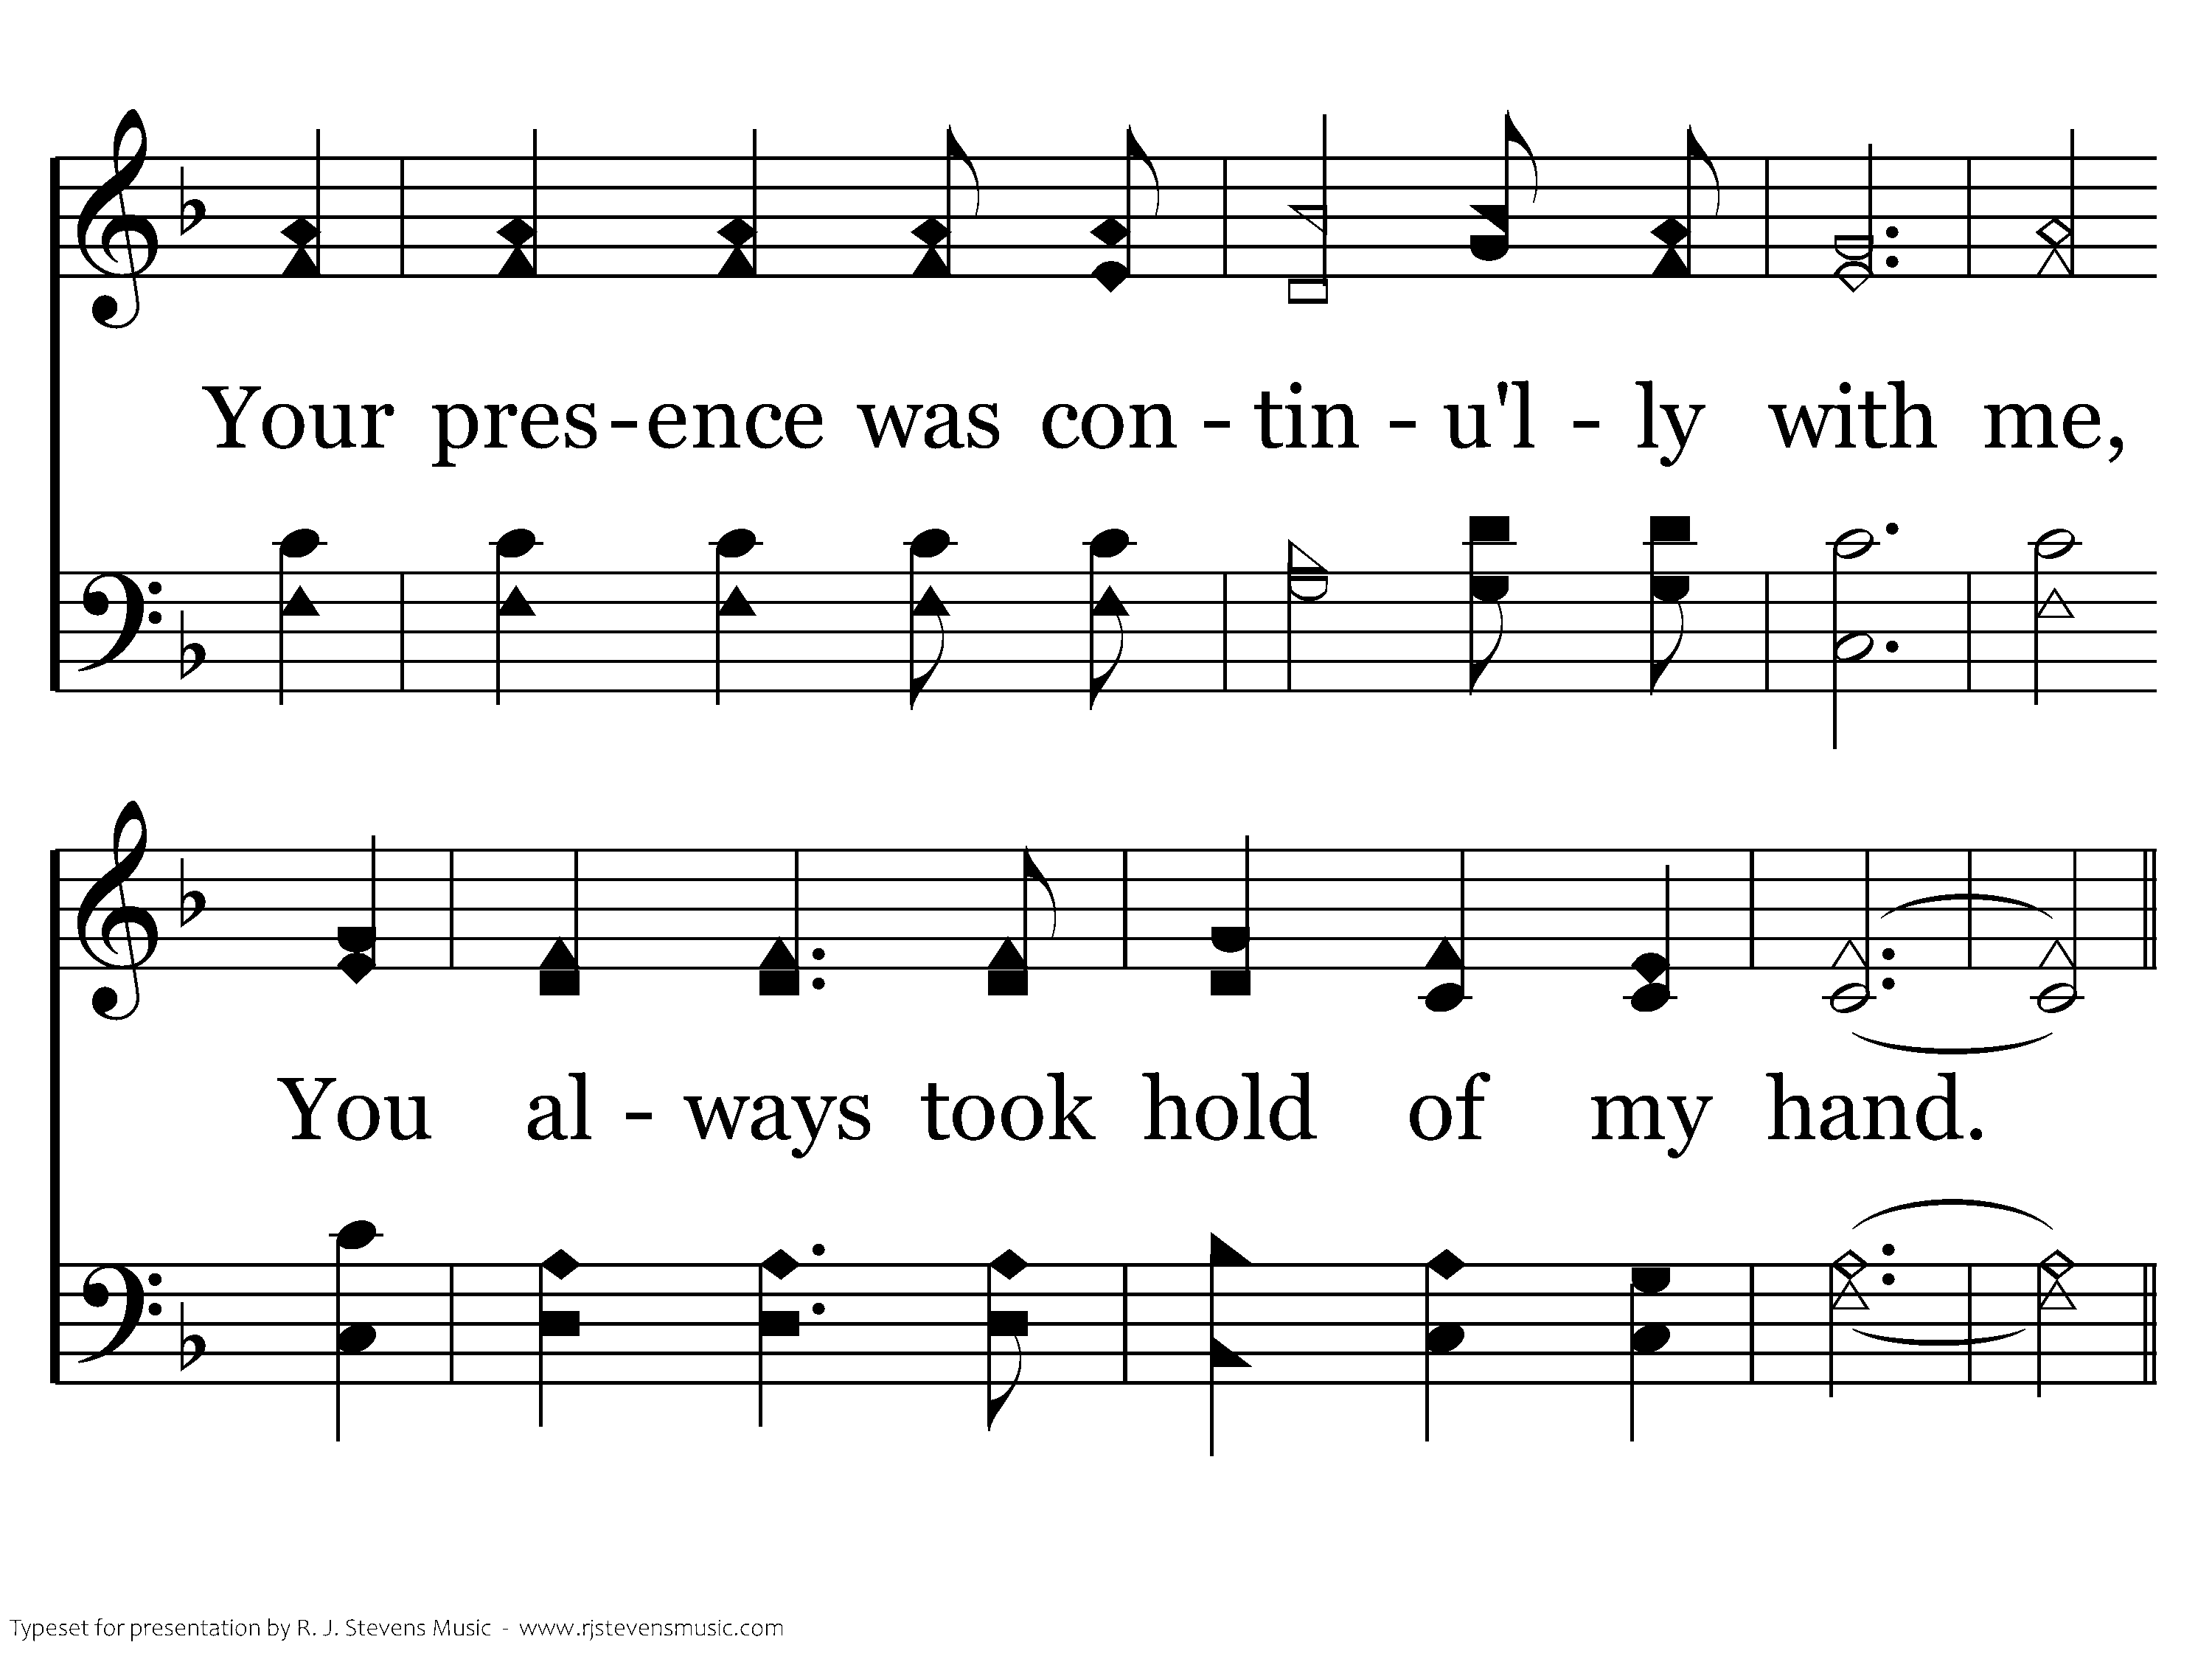 Your pres-ence was con - tin - u'l - ly with me,
You al - ways took hold of my hand.
Typeset for presentation by R. J. Stevens Music - www.rjstevensmusic.com